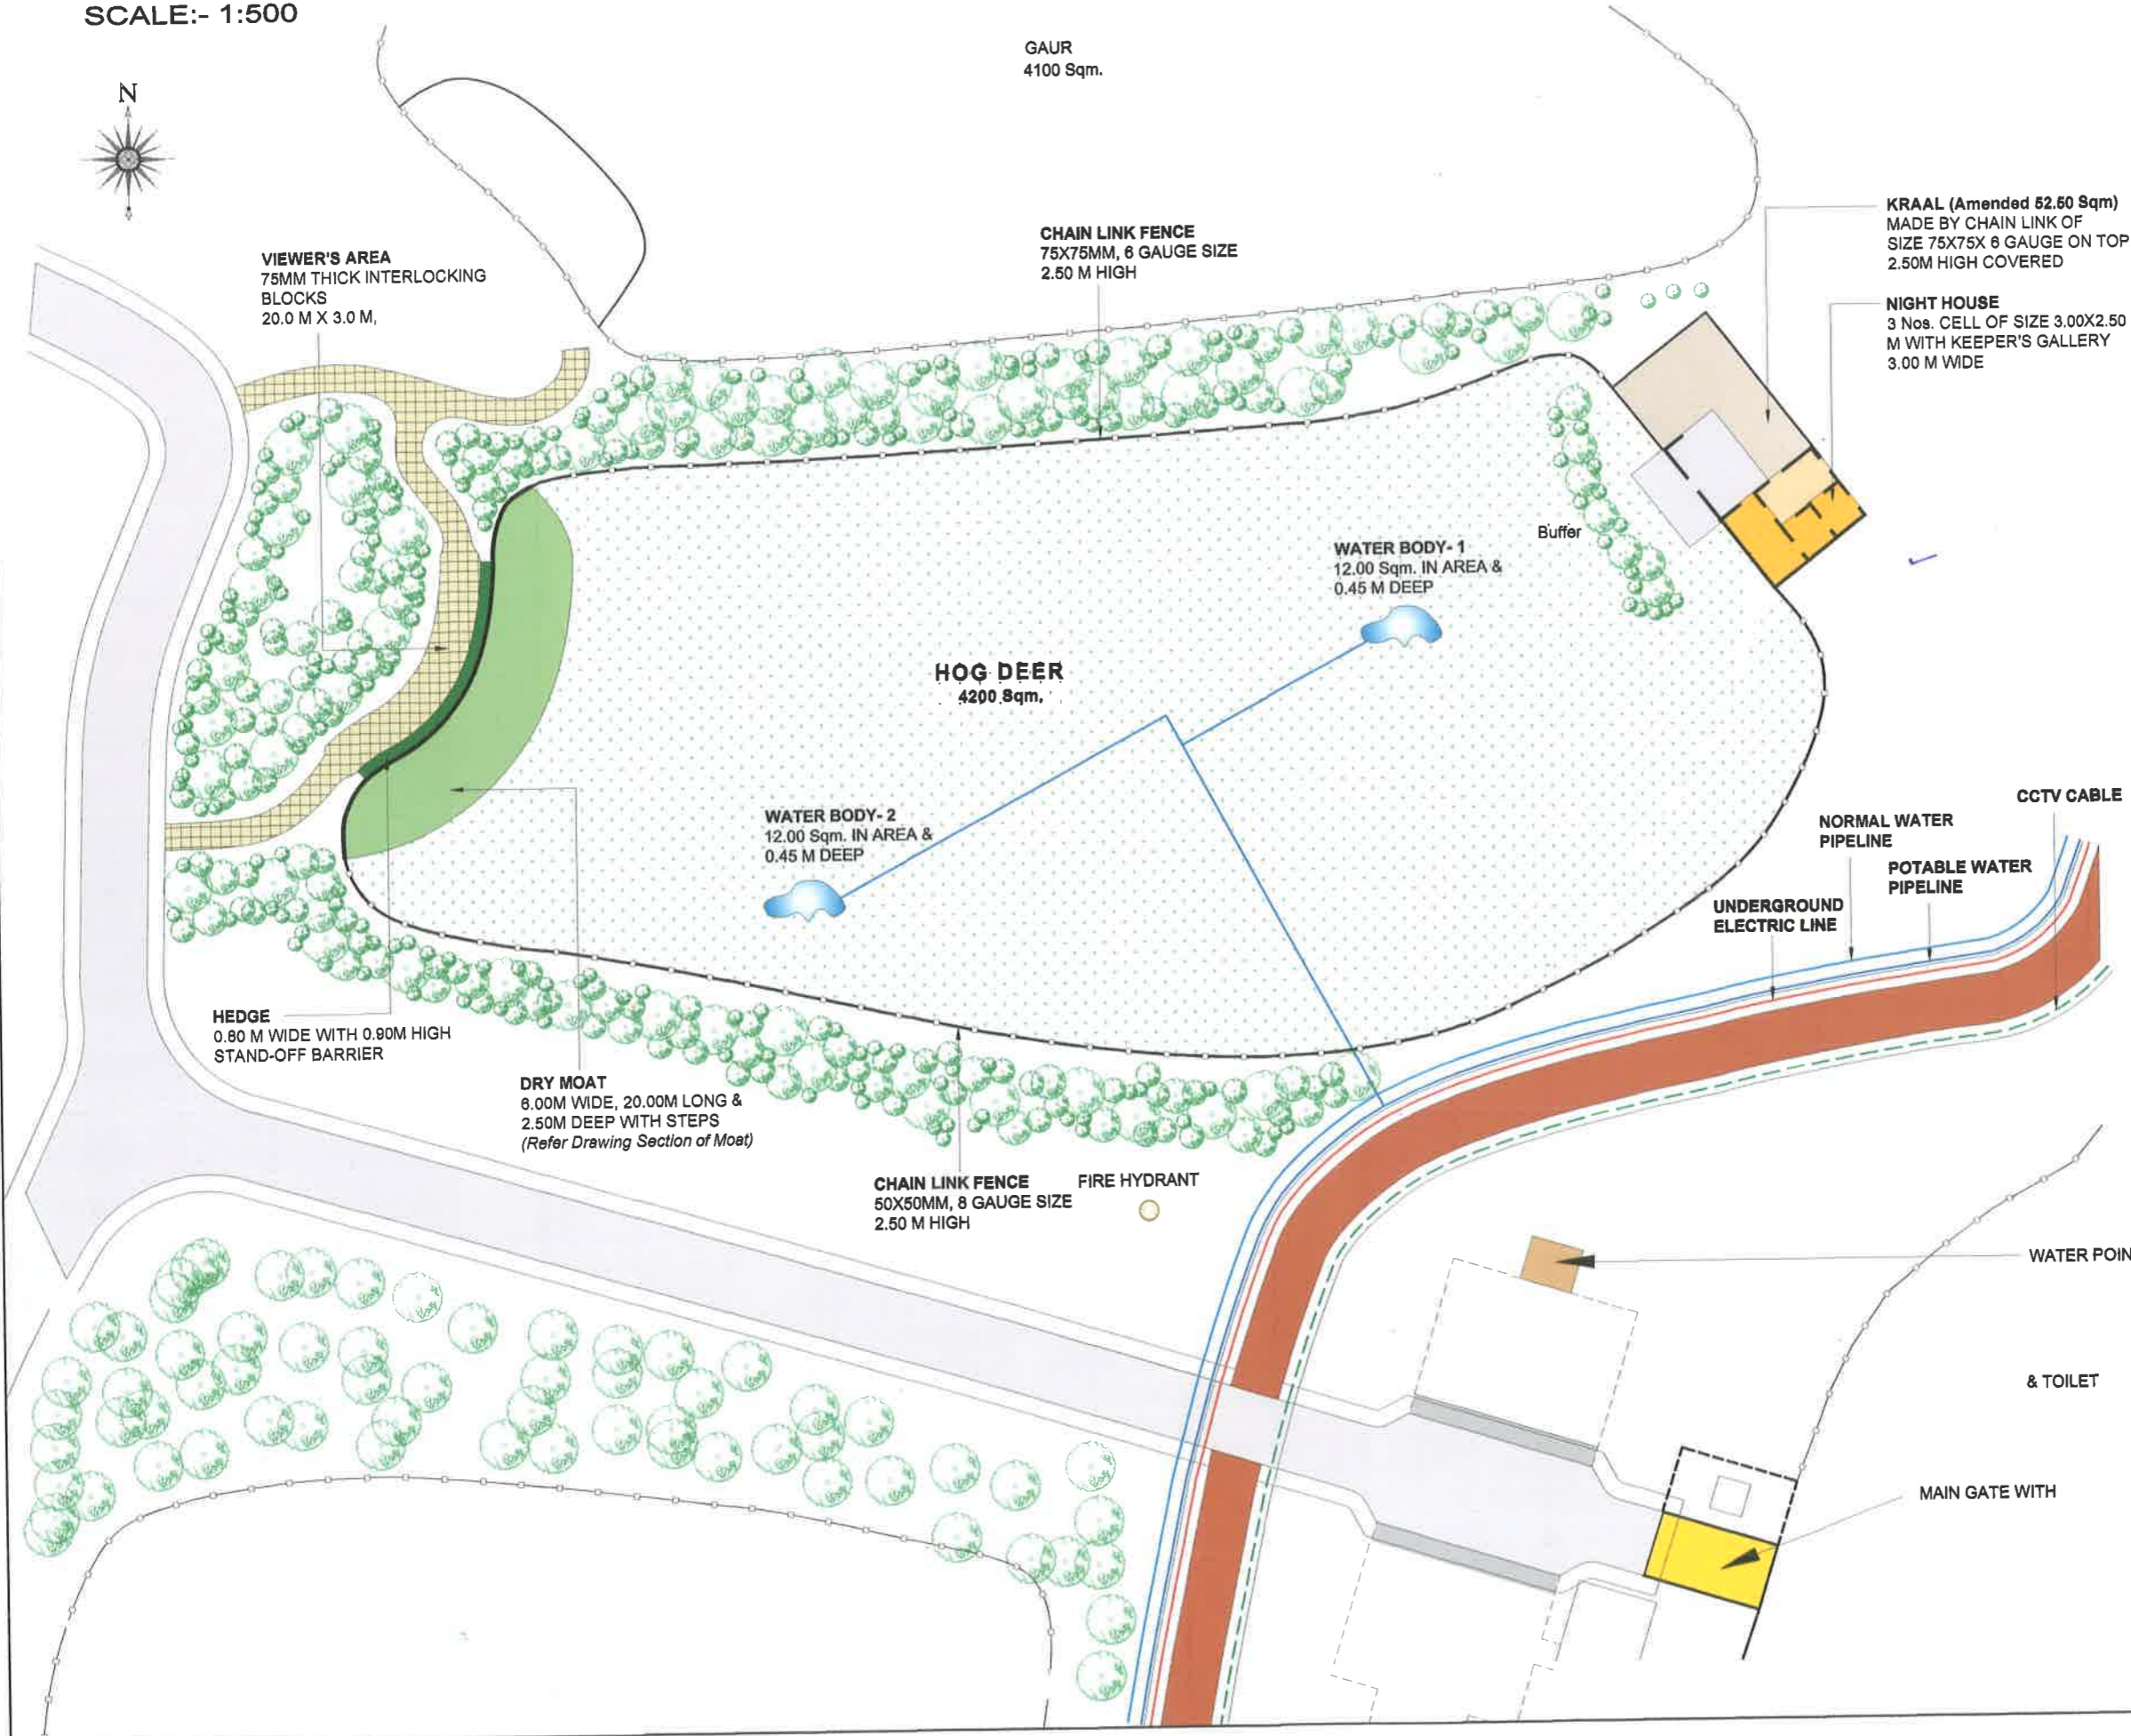 SCALE:- 1:500
N
GAUR
4100 Sqm.
KRAAL (Amended 52.50 Sqm)
MADE BY CHAIN LINK OF
SIZE 75X75X 6 GAUGE ON TOP
2.50M HIGH COVERED
CHAIN LINK FENCE
75X75MM, 6 GAUGE SIZE
2.50 M HIGH
VIEWER'S AREA
75MM THICK INTERLOCKING
BLOCKS
20.0 M X 3.0 M,
NIGHT HOUSE
3 Nos. CELL OF SIZE 3.00X2.50
M WITH KEEPER'S GALLERY
3.00 M WIDE
Buffer
WATER BODY- 1
12.00 Sqm. IN AREA &
0.45 M DEEP
HOG DEER
4200 Sqm.
WATER BODY- 2
12.00 Sqm. IN AREA &
0.45 M DEEP
CCTV CABLE
NORMAL WATER
PIPELINE
POTABLE WATER
PIPELINE
UNDERGROUND
ELECTRIC LINE
HEDGE
0.80 M WIDE WITH 0.90M HIGH
STAND-OFF BARRIER
DRY MOAT
6.00M WIDE, 20.00M LONG &
2.50M DEEP WITH STEPS
(Refer Drawing Section of Moat)
CHAIN LINK FENCE
50X50MM, 8 GAUGE SIZE
2.50 M HIGH
FIRE HYDRANT
WATER POIN
& TOILET
MAIN GATE WITH